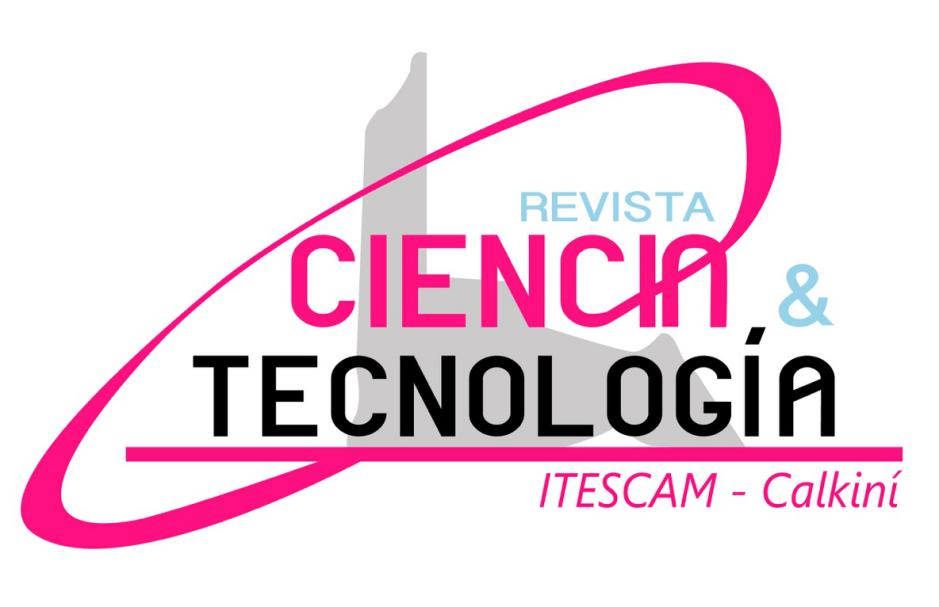 REVISTA
CIENCIA &
TECNOLOGÍA
ITESCAM - Calkiní